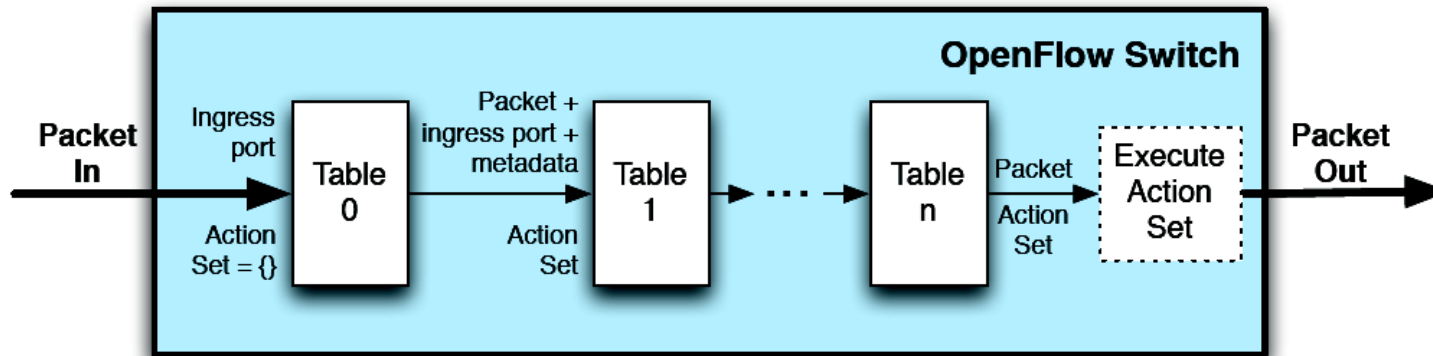 OpenFlow Switch
Packet
In
Ingress
port
Action
Set = {}
Table
0
Packet +
ingress port +
metadata
Action
Set
Table
1
...
Table
n
Packet
Action
Set
Execute
Action
Set
Packet
Out